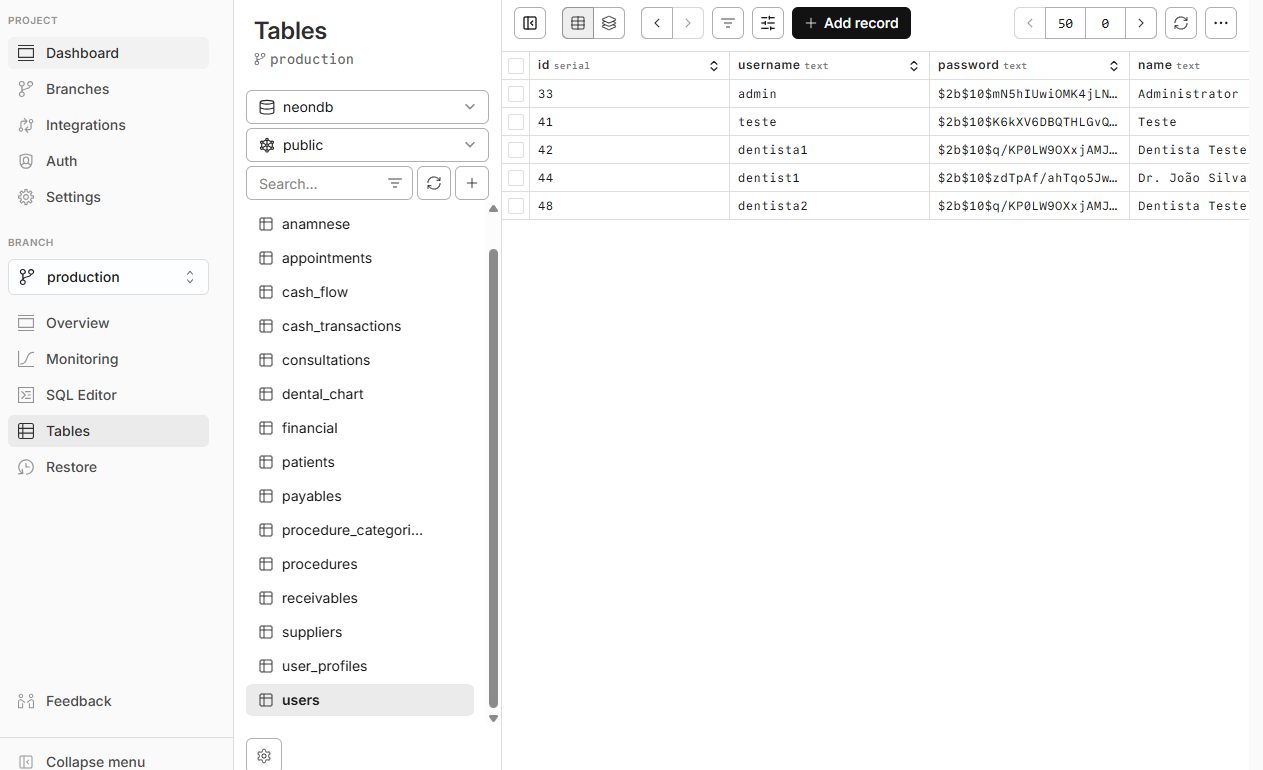 PROJECT
Dashboard
Branches
Integrations
Auth
Settings
BRANCH
production
Overview
Monitoring
SQL Editor
Tables
Restore
Feedback
Collapse menu
Tables
production
neondb
public
Search...
anamnese
appointments
cash_flow
cash_transactions
consultations
dental_chart
financial
patients
payables
procedure_categori...
procedures
receivables
suppliers
user_profiles
users
Add record
50 0
id serial username text password text name text
33 admin $2b$10$mN5hIUwiOMK4jLN… Administrator
41 teste $2b$10$K6kXV6DBQTHLGvQ… Teste
42 dentista1 $2b$10$q/KP0LW9OXxjAMJ… Dentista Teste
44 dentist1 $2b$10$zdTpAf/ahTqo5Jw… Dr. João Silva
48 dentista2 $2b$10$q/KP0LW9OXxjAMJ… Dentista Teste